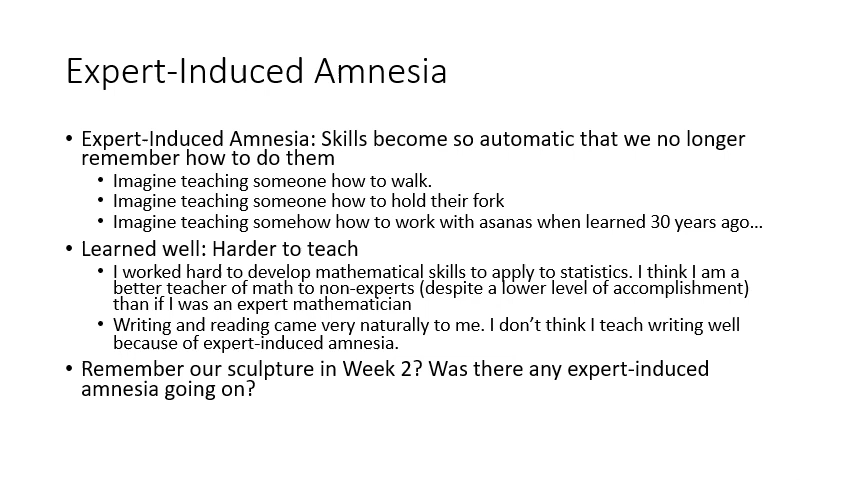 Expert-Induced Amnesia
• Expert-Induced Amnesia: Skills become so automatic that we no longer
remember how to do them
• Imagine teaching someone how to walk.
• Imagine teaching someone how to hold their fork
• Imagine teaching somehow how to work with asanas when learned 30 years ago…
• Learned well: Harder to teach
• I worked hard to develop mathematical skills to apply to statistics. I think I am a
better teacher of math to non-experts (despite a lower level of accomplishment)
than if I was an expert mathematician
• Writing and reading came very naturally to me. I don’t think I teach writing well
because of expert-induced amnesia.
• Remember our sculpture in Week 2? Was there any expert-induced
amnesia going on?